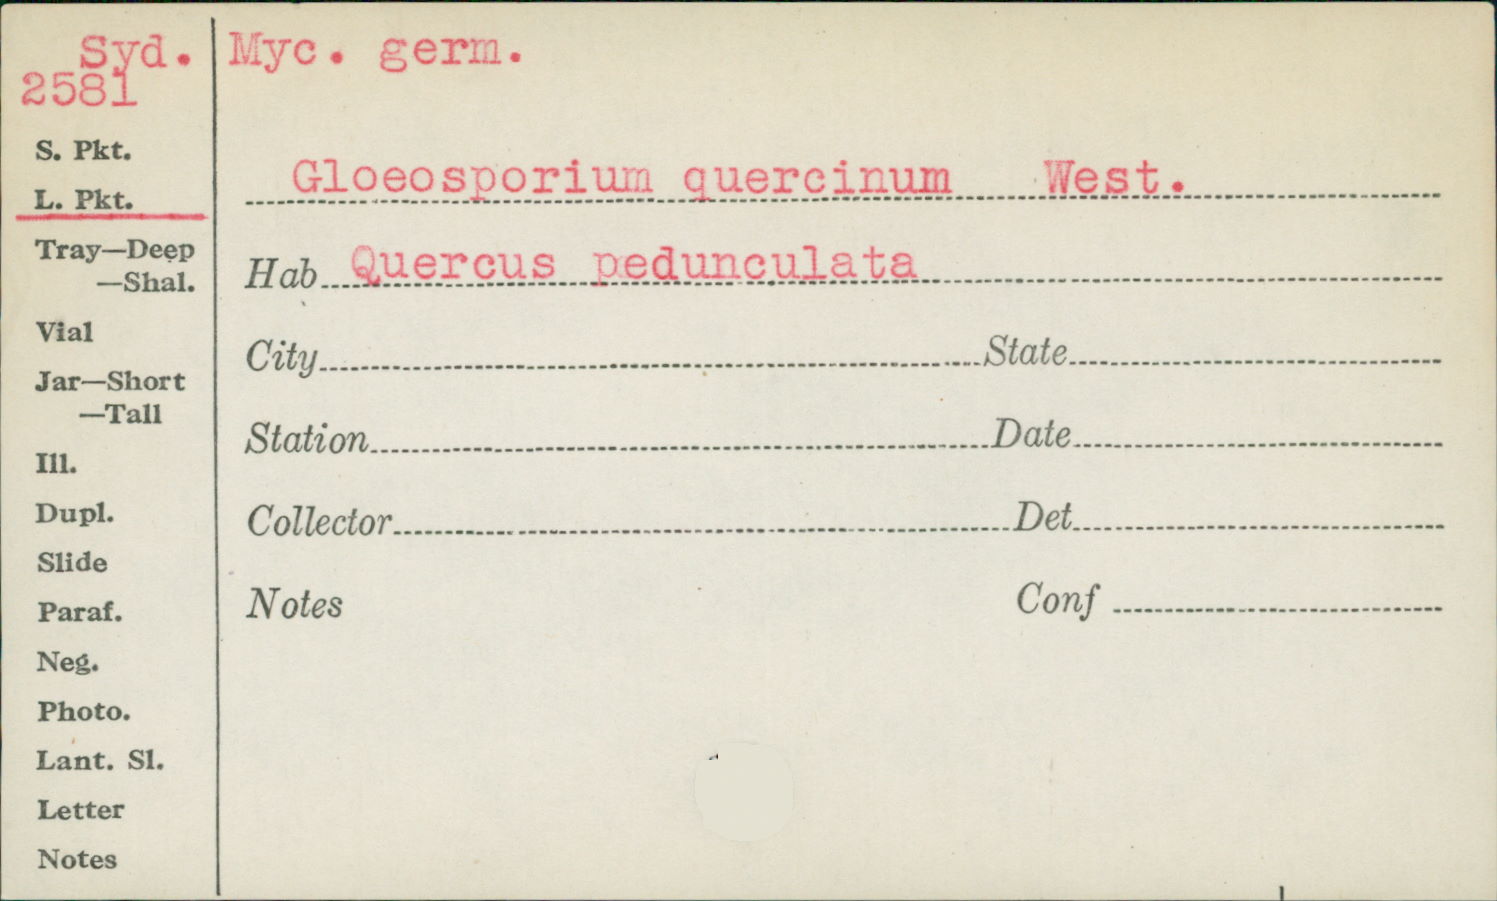 Syd. Myc. germ.
2581
S. Pkt.
L. Pkt.
Tray—Deep
—Shal.
Vial
Jar—Short
—Tall
Ill.
Dupl.
Slide
Paraf.
Neg.
Photo.
Lant. Sl.
Letter
Notes
Gloeosporium quercinum West.
Hab Quercus pedunculata
City State
Station Date
Collector Det
Notes Conf